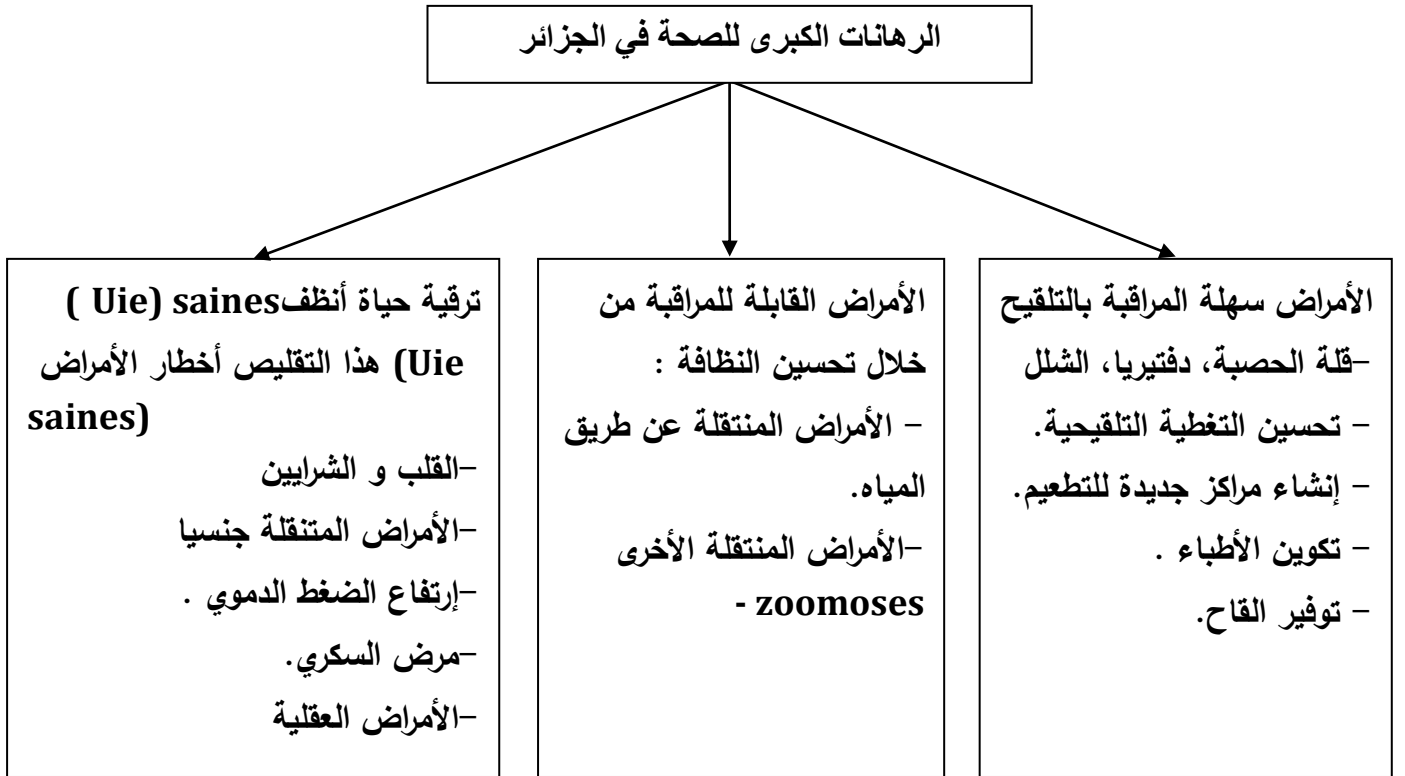 الرهانات الكبرى للصحة في الجزائر
الأمراض سهلة المراقبة بالتلقيح
-قلة الحصبة، دفتيريا، الشلل
- تحسين التغطية التلقيحية.
- إنشاء مراكز جديدة للتطعيم.
- تكوين الأطباء .
- توفير القاح.
الأمراض القابلة للمراقبة من
خلال تحسين النظافة :
- الأمراض المنتقلة عن طريق
المياه.
-الأمراض المنتقلة الأخرى
- zoomoses
ترقية حياة أنظفUie) saines )
Uie) هذا التقليص أخطار الأمراض
saines)
-القلب و الشرايين
-الأمراض المتنقلة جنسيا
-إرتفاع الضغط الدموي .
-مرض السكري.
-الأمراض العقلية